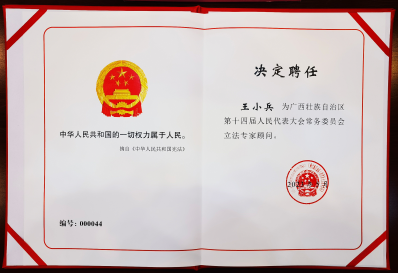 中华人民共和国的一切权力属于人民。
摘自《中华人民共和国宪法》
编号：000044
决定聘任
王小兵 为广西壮族自治区
第十四届人民代表大会常务委员会
立法专家顾问。